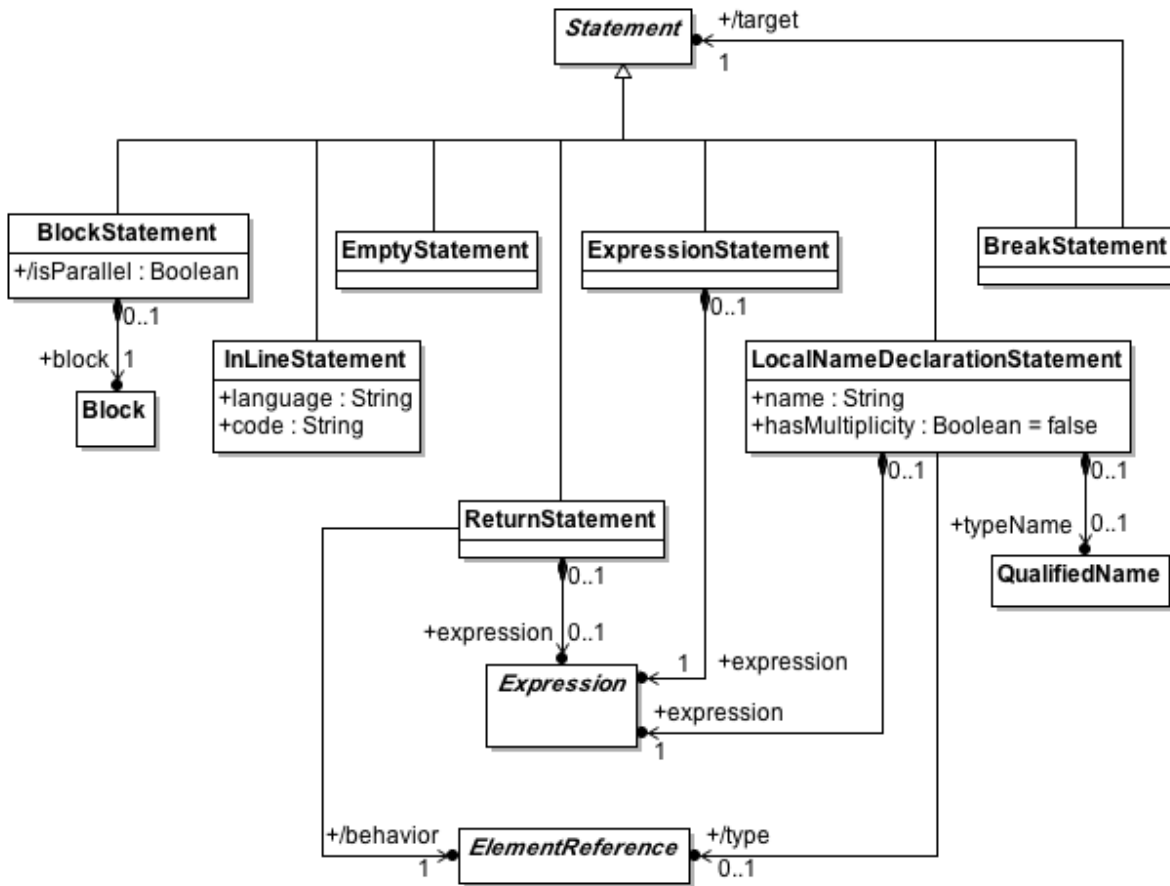 Statement
+/target
1
BlockStatement
+/isParallel : Boolean
EmptyStatement
ExpressionStatement
BreakStatement
0..1
0..1
+block
1
InLineStatement
+language : String
+code : String
LocalNameDeclarationStatement
+name : String
+hasMultiplicity : Boolean = false
Block
0..1
0..1
ReturnStatement
+typeName
0..1
QualifiedName
0..1
+expression
0..1
1
+expression
Expression
+expression
1
+/behavior
1
ElementReference
+/type
0..1